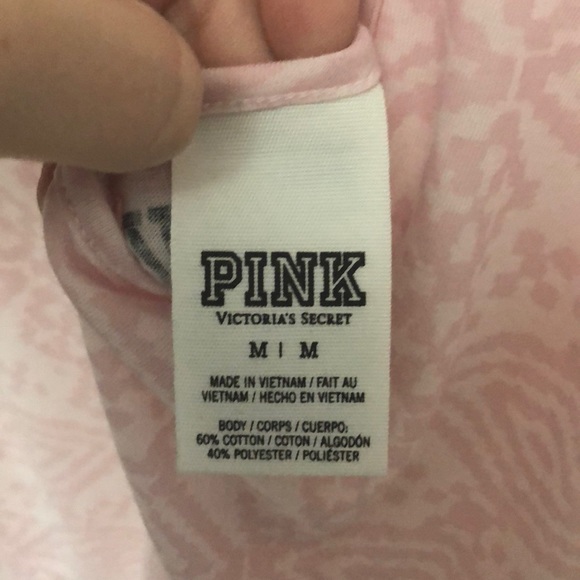 PINK
VICTORIA'S SECRET
M | M
MADE IN VIETNAM / FAIT AU
VIETNAM / HECHO EN VIETNAM
BODY / CORPS / CUERPO:
60% COTTON / COTON / ALGODÓN
40% POLYESTER / POLIÉSTER